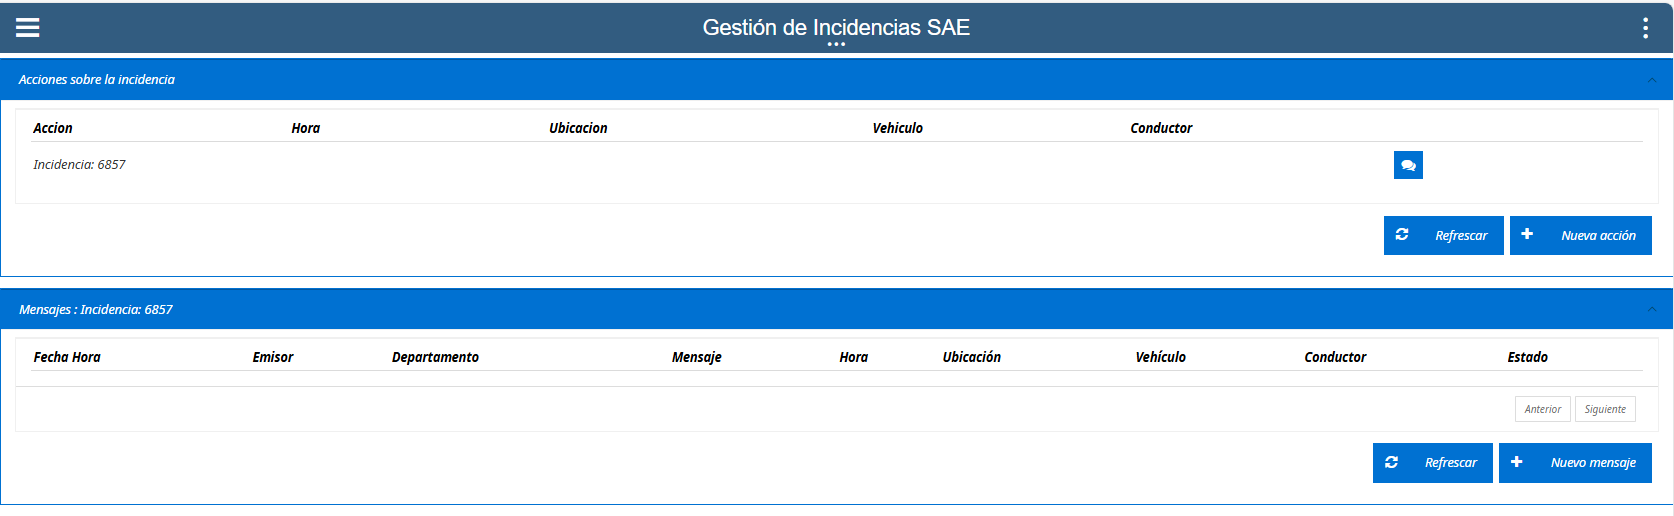 Gestión de Incidencias SAE
Acciones sobre la incidencia
Accion Hora Ubicacion Vehiculo Conductor
Incidencia: 6857
Refrescar Nueva acción
Mensajes : Incidencia: 6857
Fecha Hora Emisor Departamento Mensaje Hora Ubicación Vehículo Conductor Estado
Anterior Siguiente
Refrescar Nuevo mensaje